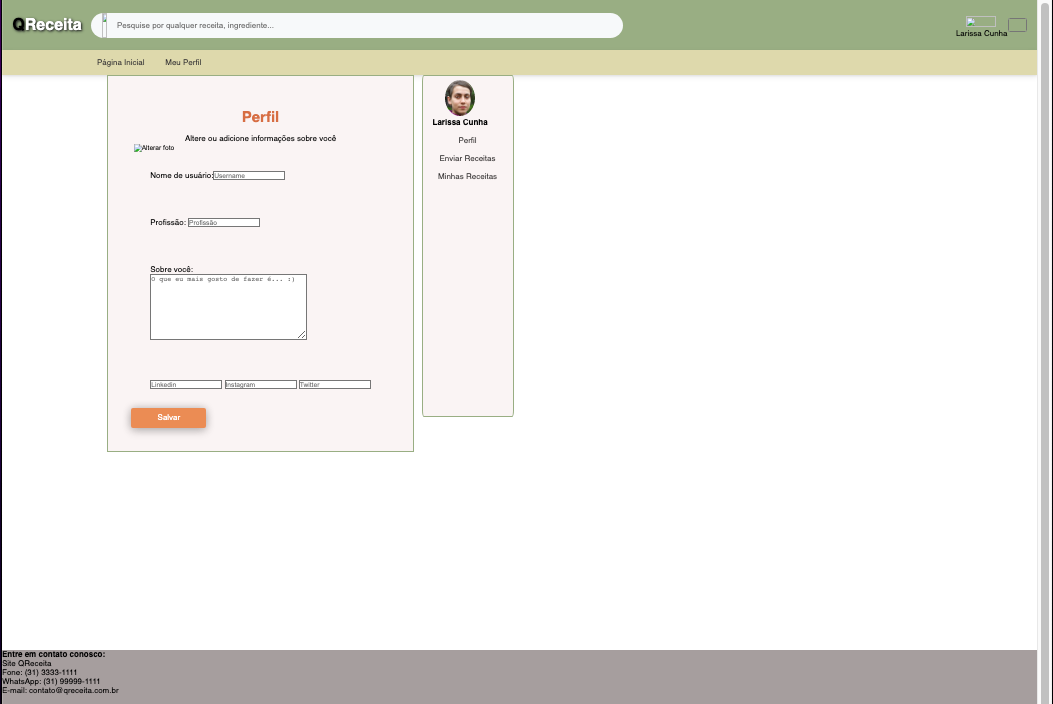 QReceita
Pesquise por qualquer receita, ingrediente...
Larissa Cunha
Página Inicial
Meu Perfil
Perfil
Altere ou adicione informações sobre você
Alterar foto
Nome de usuário:
Username
Profissão:
Profissão
Sobre você:
O que eu mais gosto de fazer é... :)
Linkedin
Instagram
Twitter
Salvar
Larissa Cunha
Perfil
Enviar Receitas
Minhas Receitas
Entre em contato conosco:
Site QReceita
Fone: (31) 3333-1111
WhatsApp: (31) 99999-1111
E-mail: contato@qreceita.com.br